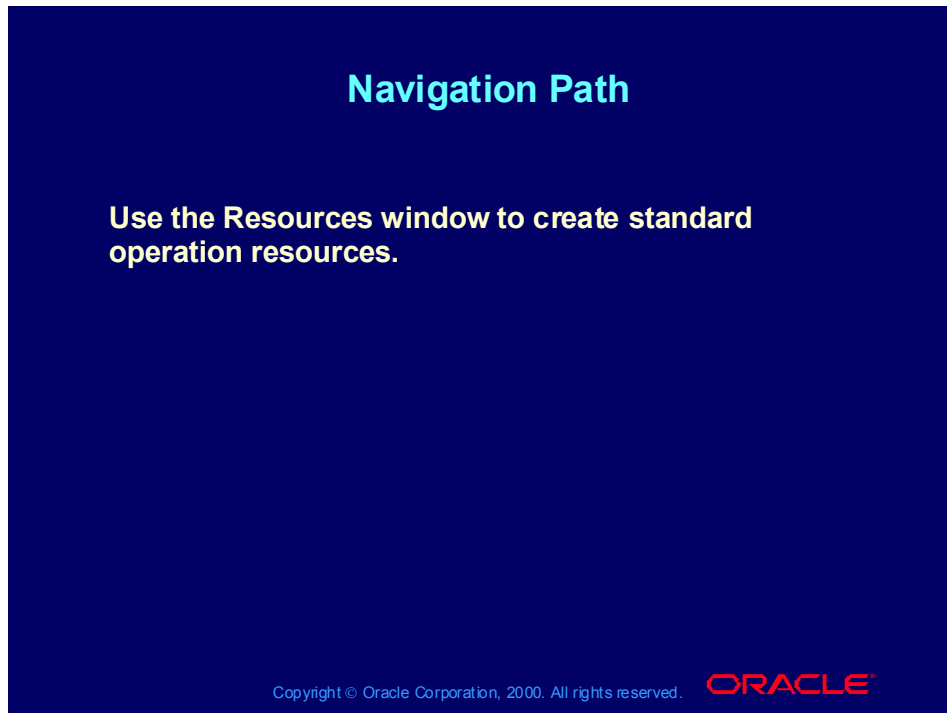 Navigation Path
Use the Resources window to create standard
operation resources.
Copyright © Oracle Corporation, 2000. All rights reserved.
ORACLE®